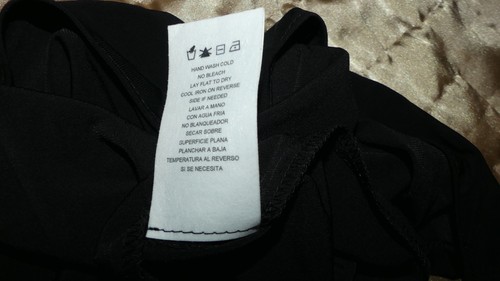 HAND WASH COLD
NO BLEACH
LAY FLAT TO DRY
COOL IRON ON REVERSE
SIDE IF NEEDED
LAVAR A MANO
CON AGUA FRIA
NO BLANQUEADOR
SECAR SOBRE
SUPERFICIE PLANA
PLANCHAR A BAJA
TEMPERATURA AL REVERSO
SI SE NECESITA